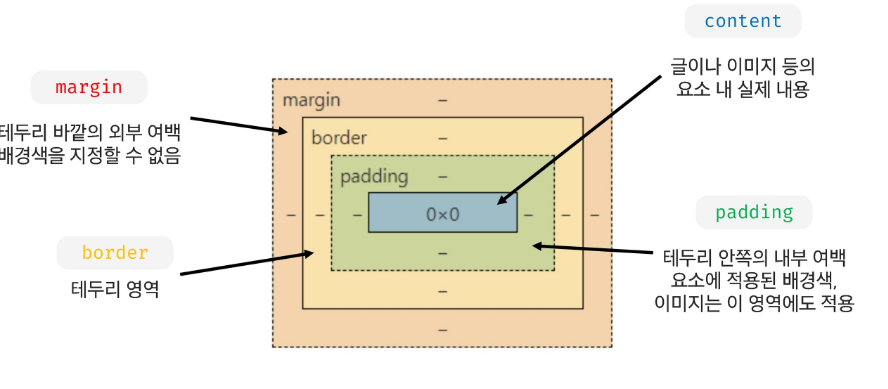 content
글이나 이미지 등의
요소 내 실제 내용
margin
테두리 바깥의 외부 여백
배경색을 지정할 수 없음
margin –
border –
padding –
– – – 0×0 – – –
–
–
–
border
테두리 영역
padding
테두리 안쪽의 내부 여백
요소에 적용된 배경색,
이미지는 이 영역에도 적용